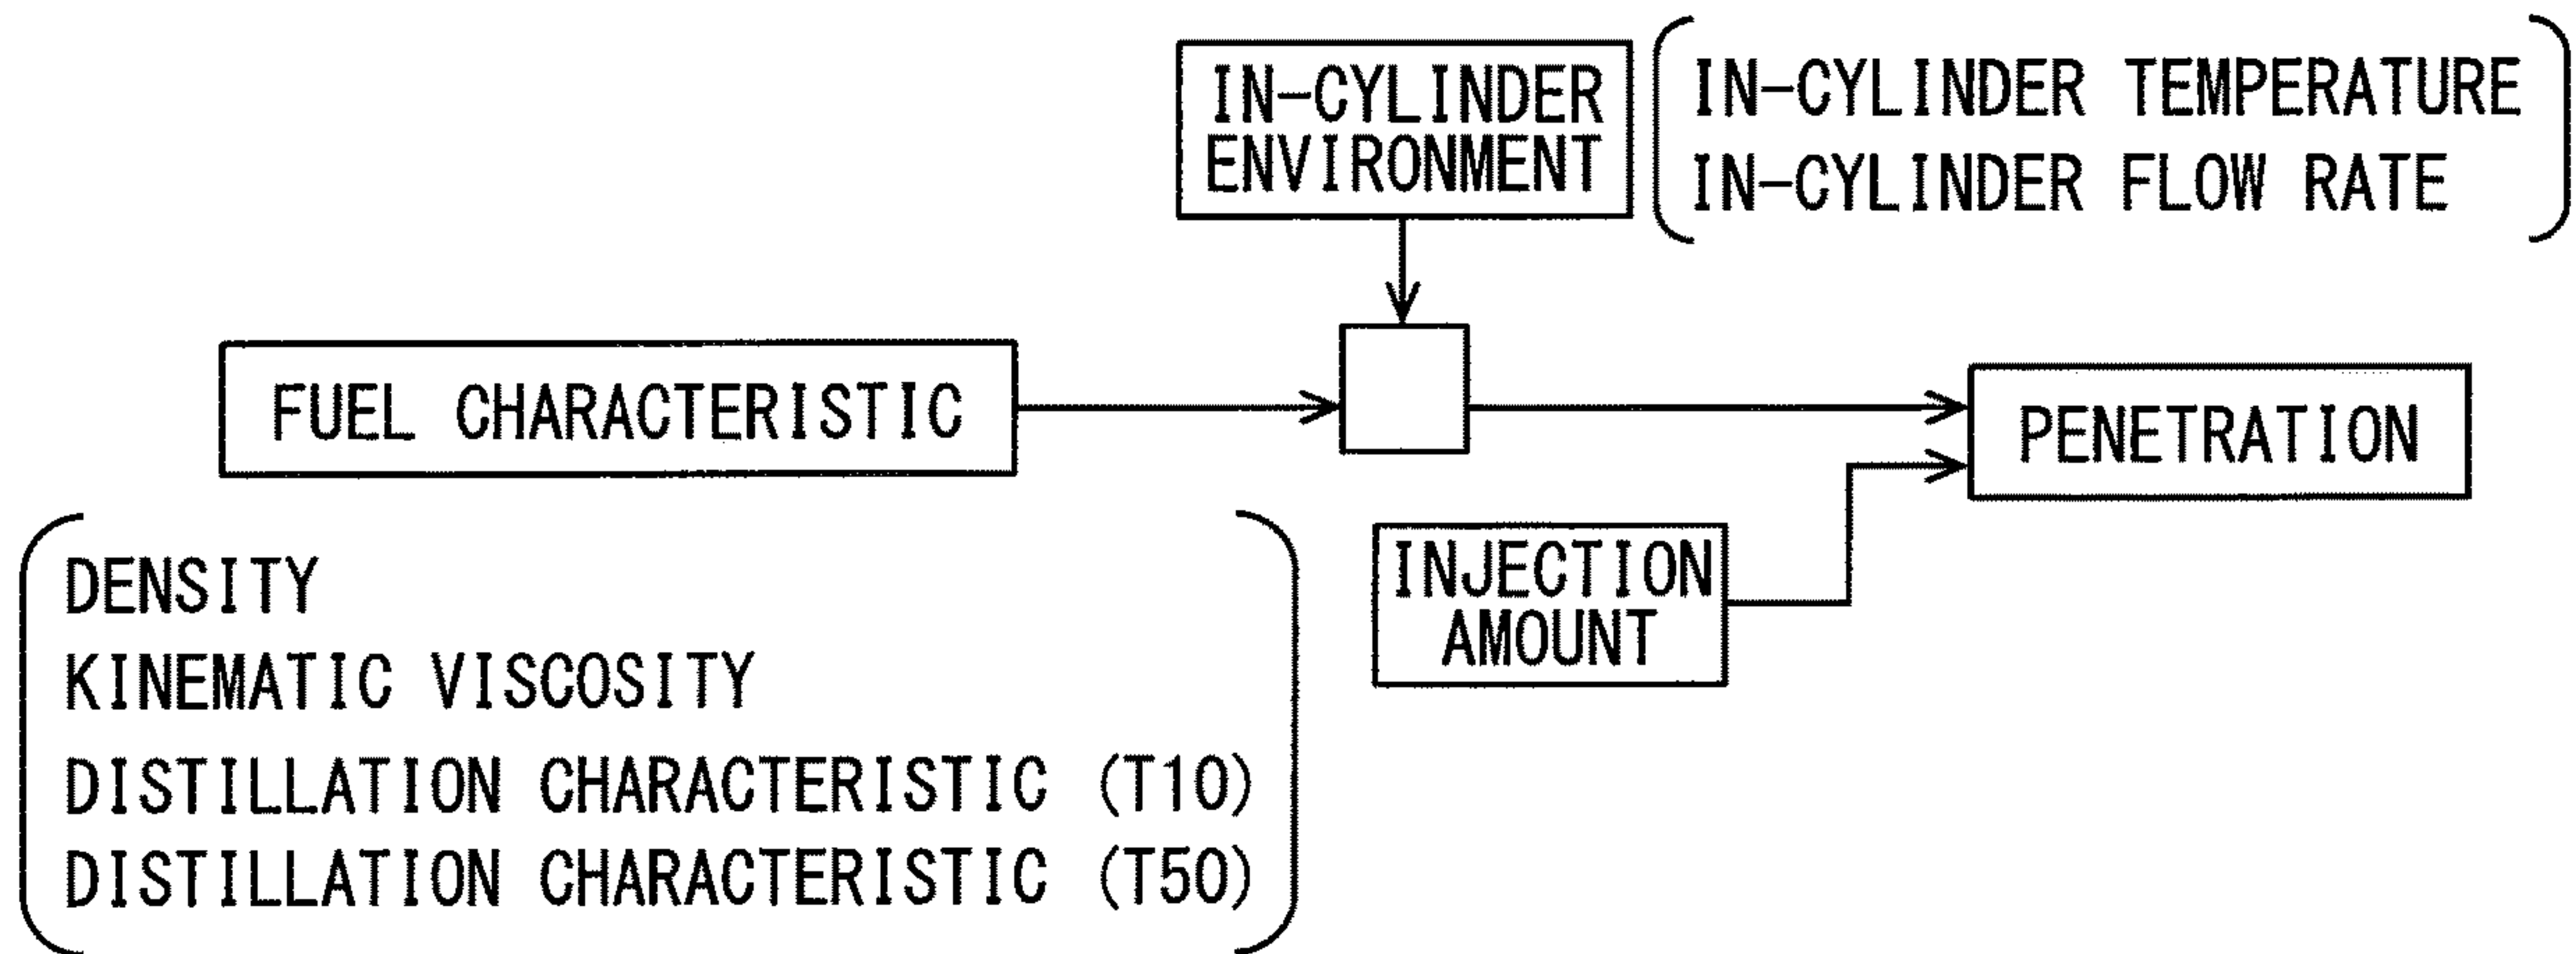 IN-CYLINDER
ENVIRONMENT
IN-CYLINDER TEMPERATURE
IN-CYLINDER FLOW RATE
FUEL CHARACTERISTIC
PENETRATION
INJECTION
AMOUNT
DENSITY
KINEMATIC VISCOSITY
DISTILLATION CHARACTERISTIC (T10)
DISTILLATION CHARACTERISTIC (T50)